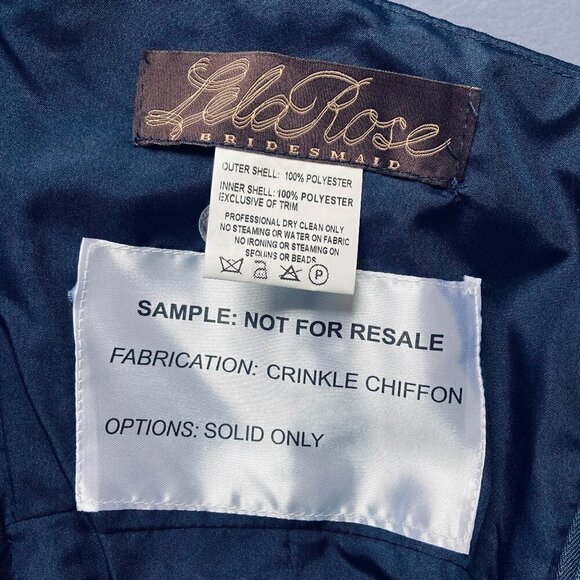 Lela Rose
BRIDESMAID
OUTER SHELL: 100% POLYESTER
INNER SHELL: 100% POLYESTER
EXCLUSIVE OF TRIM
PROFESSIONAL DRY CLEAN ONLY
NO STEAMING OR WATER ON FABRIC
NO IRONING OR STEAMING ON
SEQUINS OR BEADS
P
SAMPLE: NOT FOR RESALE
FABRICATION: CRINKLE CHIFFON
OPTIONS: SOLID ONLY